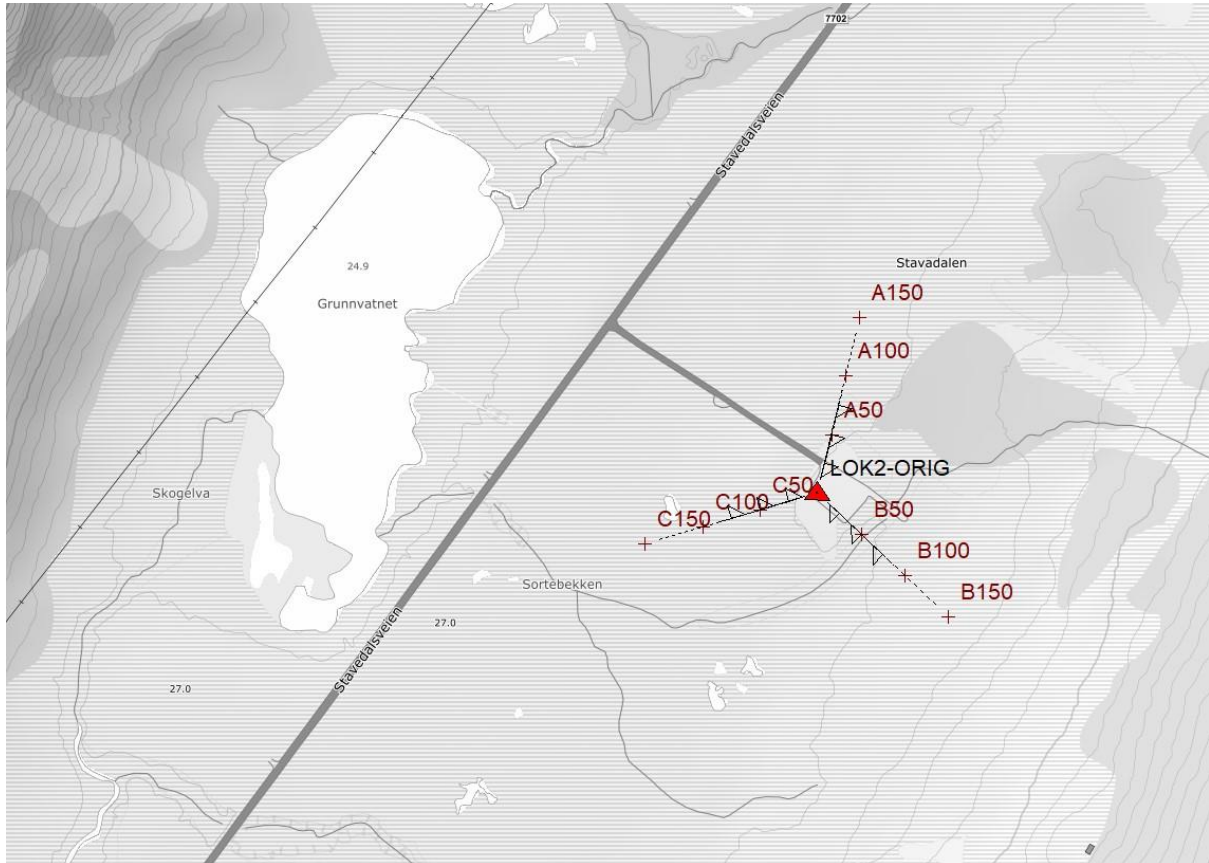 7702
Stavedalsveien
Stavadalen
24.9
Grunnvatnet
A150
A100
A50
LOK2-ORIG
Skogelva
C50
C100
C150
B50
B100
B150
Sortebekken
27.0
Stavedalsveien
27.0